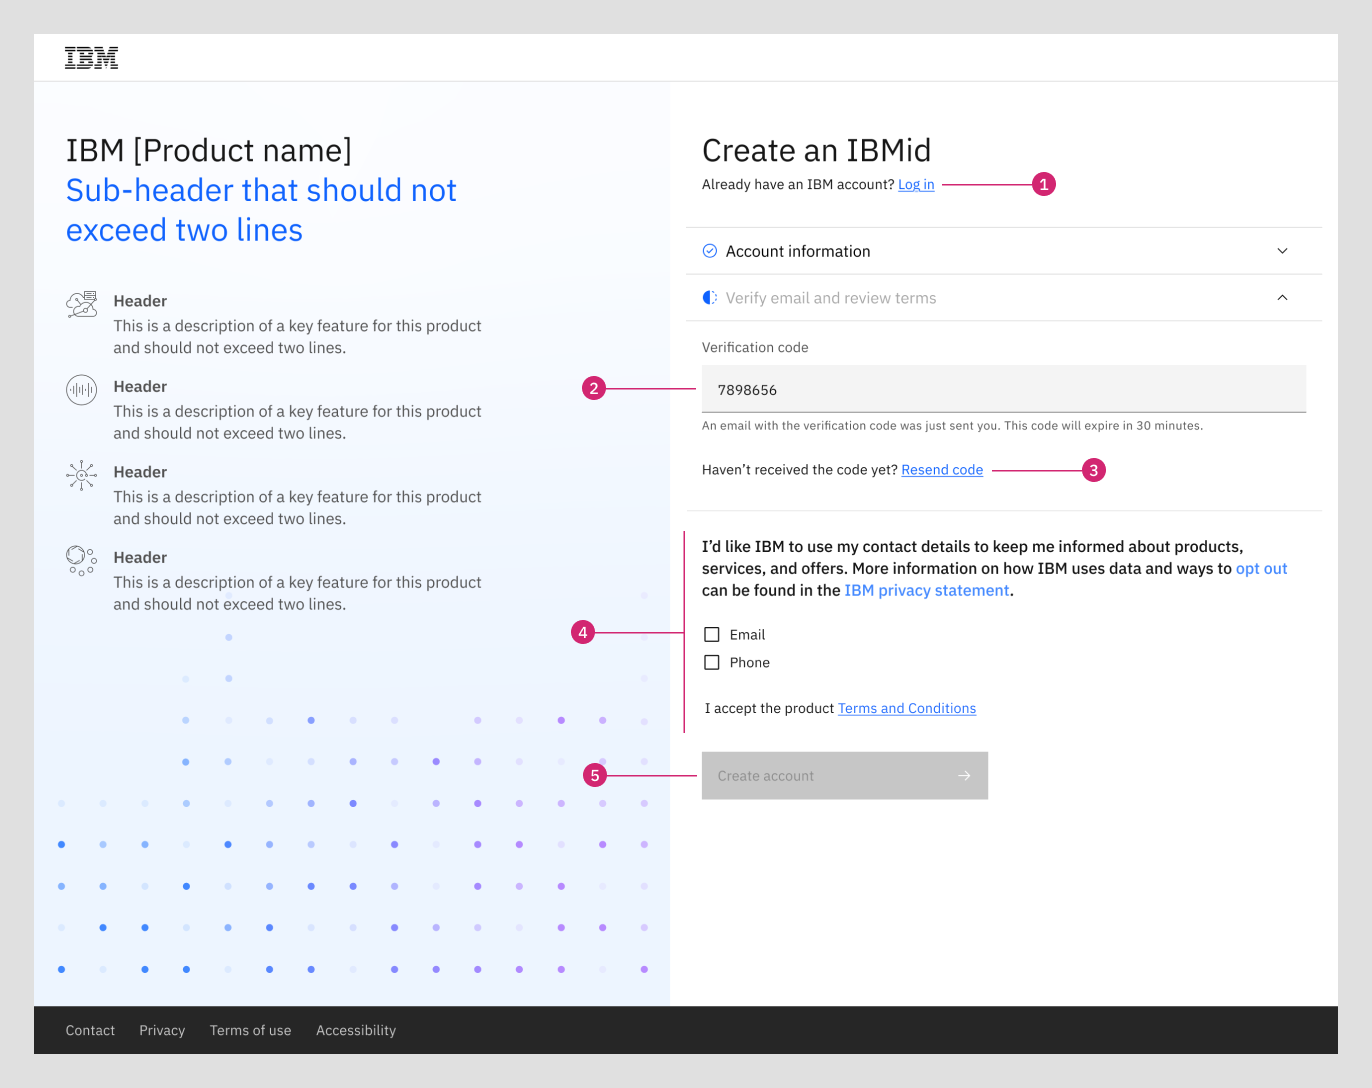 IBM
IBM [Product name]
Sub-header that should not
exceed two lines
Header
This is a description of a key feature for this product
and should not exceed two lines.
Header
This is a description of a key feature for this product
and should not exceed two lines.
Header
This is a description of a key feature for this product
and should not exceed two lines.
Header
This is a description of a key feature for this product
and should not exceed two lines.
Create an IBMid
Already have an IBM account? Log in
1
Account information
Verify email and review terms
Verification code
2
7898656
An email with the verification code was just sent you. This code will expire in 30 minutes.
Haven’t received the code yet? Resend code
3
I’d like IBM to use my contact details to keep me informed about products,
services, and offers. More information on how IBM uses data and ways to opt out
can be found in the IBM privacy statement.
4
Email
Phone
I accept the product Terms and Conditions
5
Create account
Contact Privacy Terms of use Accessibility